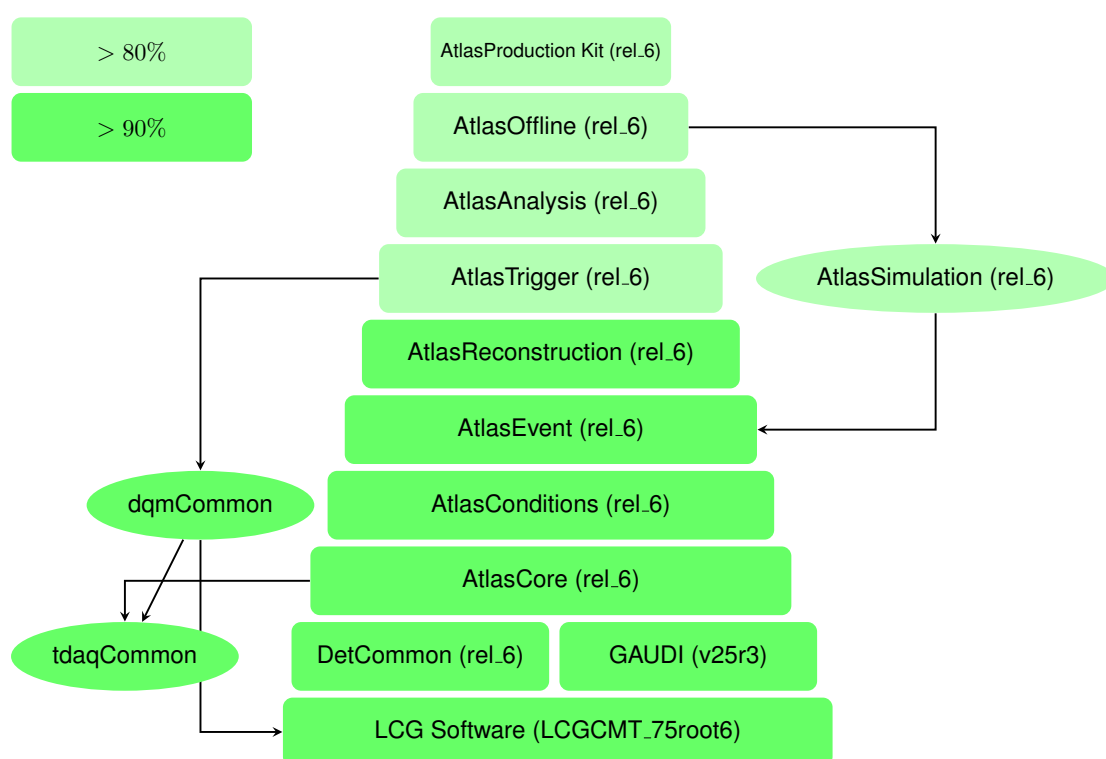 > 80%
> 90%
AtlasProduction Kit (rel_6)
AtlasOffline (rel_6)
AtlasAnalysis (rel_6)
AtlasTrigger (rel_6)
AtlasSimulation (rel_6)
AtlasReconstruction (rel_6)
AtlasEvent (rel_6)
dqmCommon
AtlasConditions (rel_6)
AtlasCore (rel_6)
tdaqCommon
DetCommon (rel_6)
GAUDI (v25r3)
LCG Software (LCGCMT_75root6)